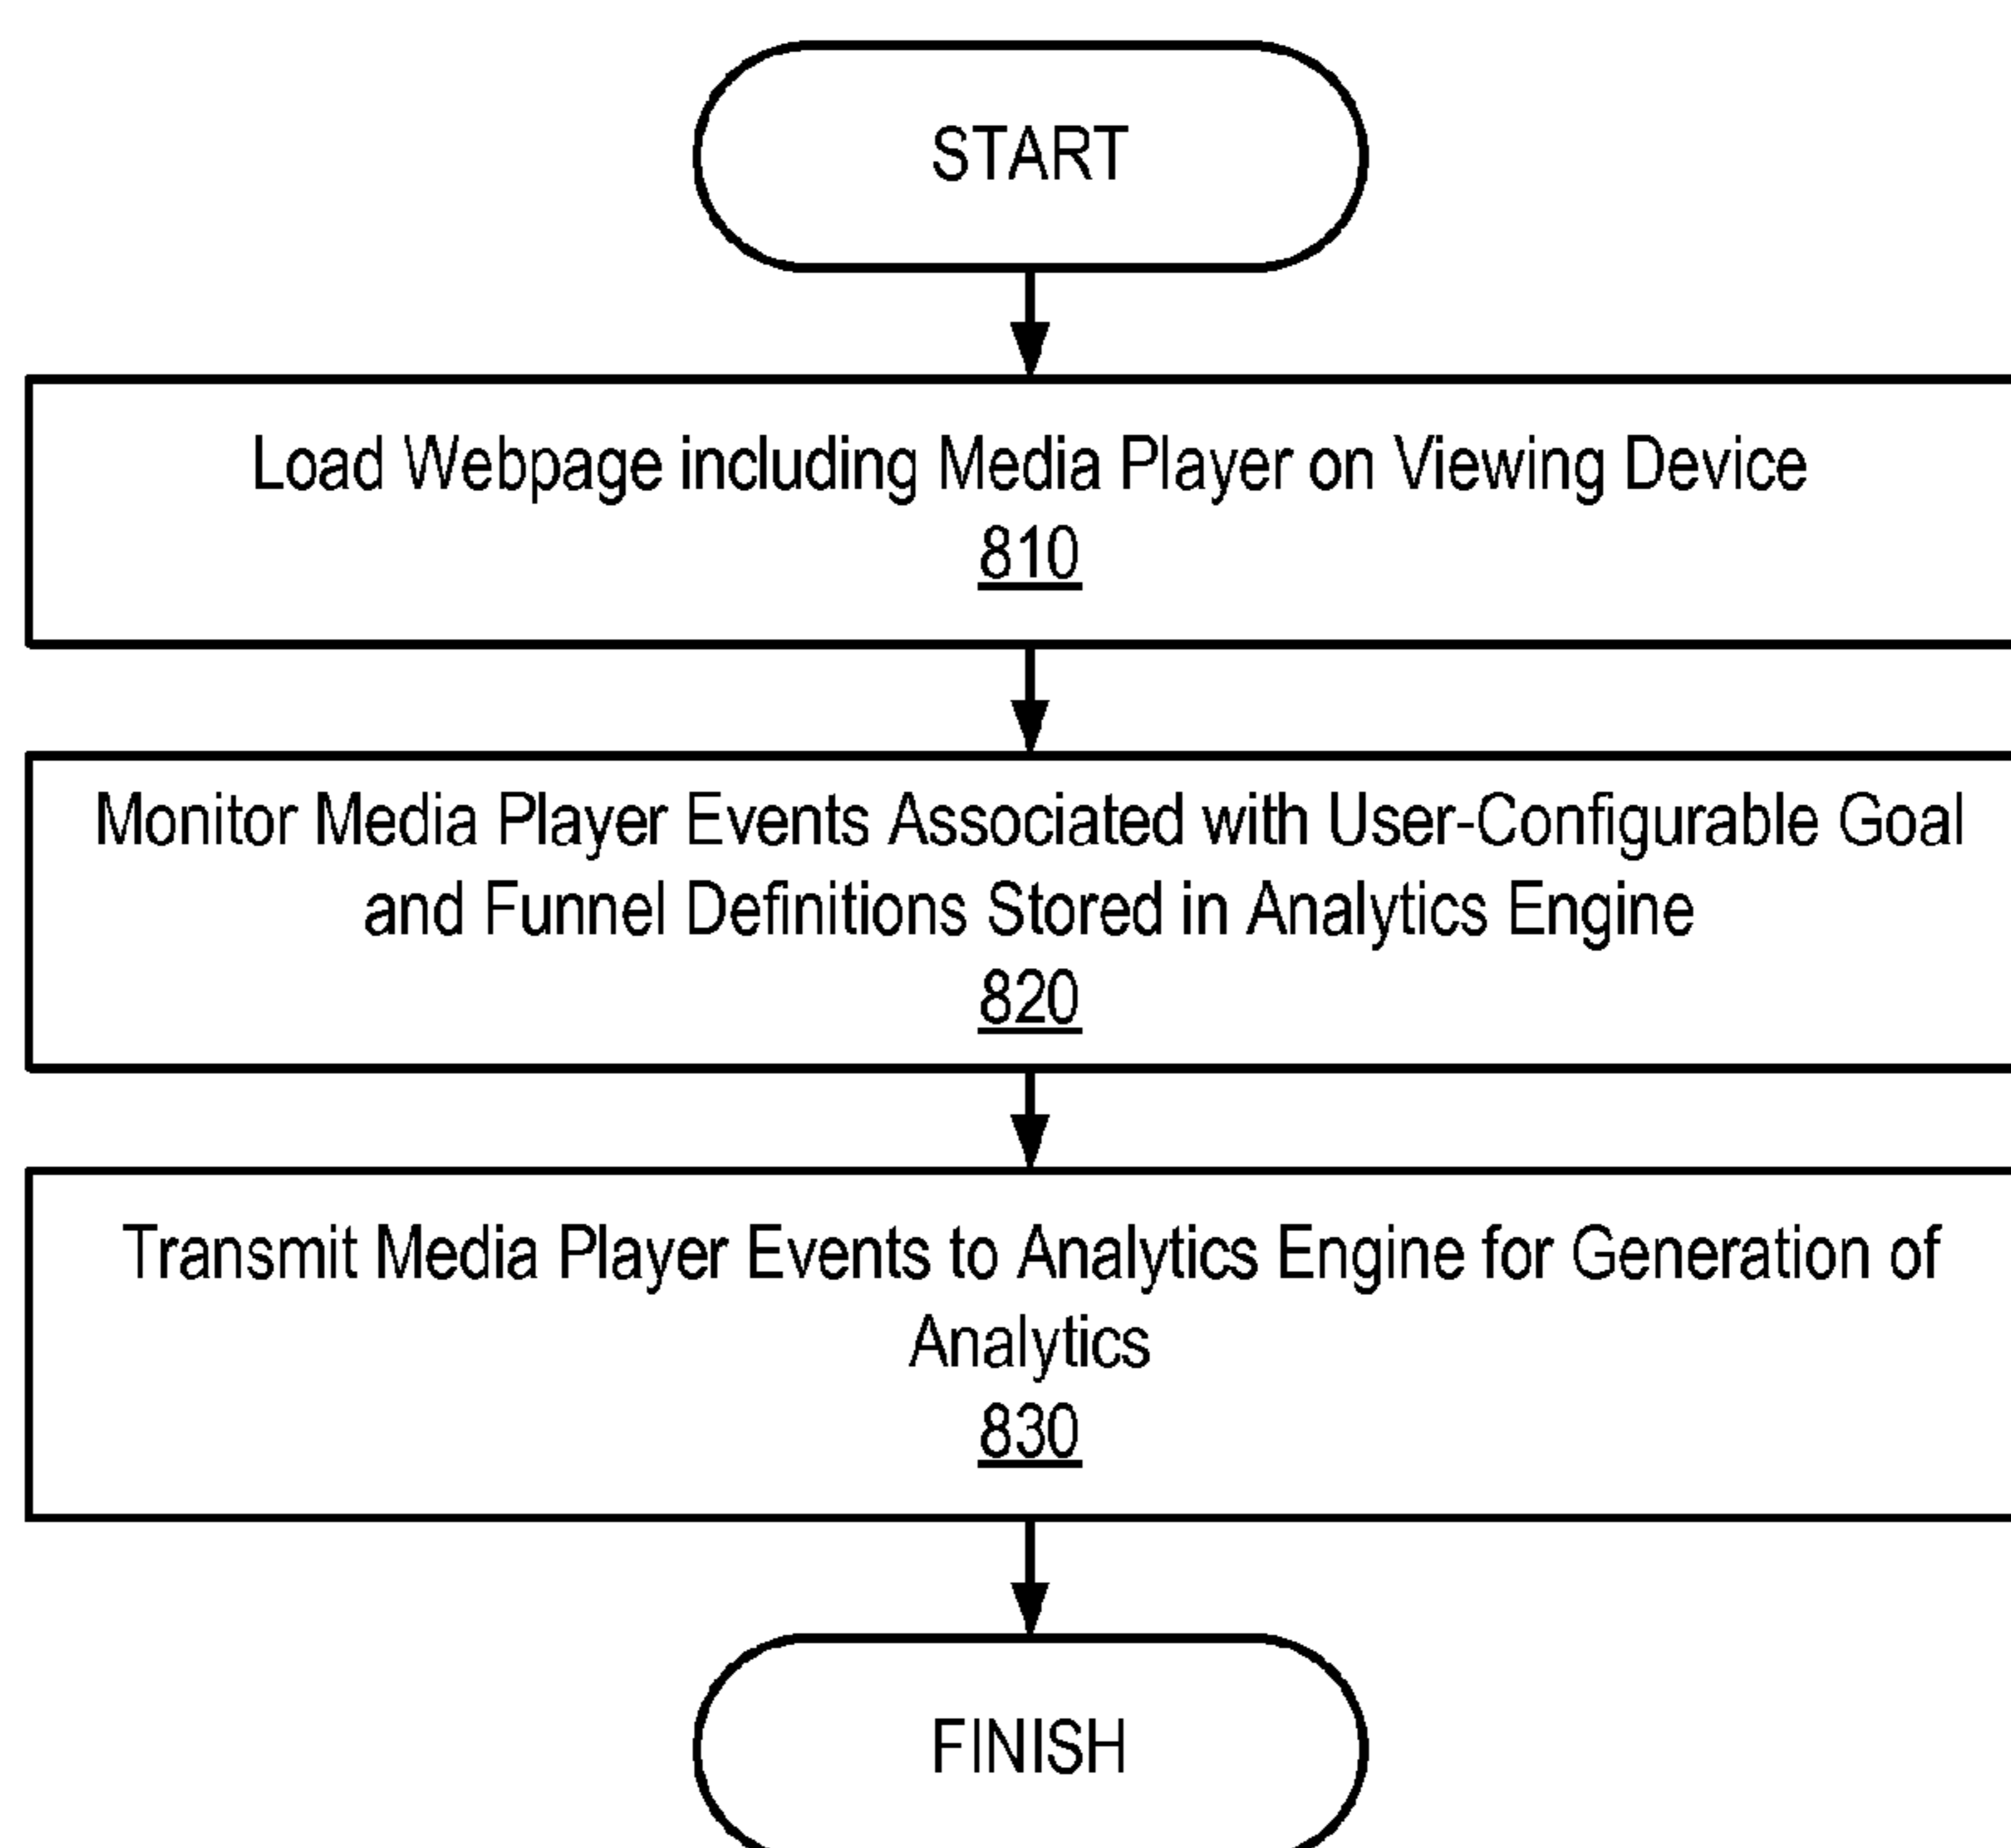 START
Load Webpage including Media Player on Viewing Device
810
Monitor Media Player Events Associated with User-Configurable Goal
and Funnel Definitions Stored in Analytics Engine
820
Transmit Media Player Events to Analytics Engine for Generation of
Analytics
830
FINISH